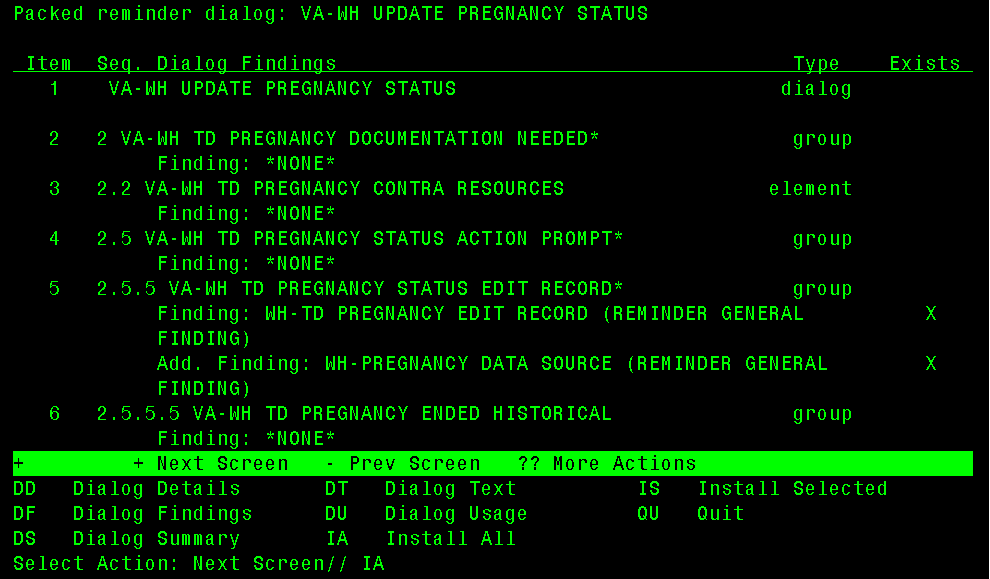 Packed reminder dialog: VA-WH UPDATE PREGNANCY STATUS
Item  Seq. Dialog Findings  Type  Exists
1  VA-WH UPDATE PREGNANCY STATUS  dialog
2  2 VA-WH TD PREGNANCY DOCUMENTATION NEEDED*  group
Finding: *NONE*
3  2.2 VA-WH TD PREGNANCY CONTRA RESOURCES  element
Finding: *NONE*
4  2.5 VA-WH TD PREGNANCY STATUS ACTION PROMPT*  group
Finding: *NONE*
5  2.5.5 VA-WH TD PREGNANCY STATUS EDIT RECORD*  group
Finding: WH-TD PREGNANCY EDIT RECORD (REMINDER GENERAL  X
FINDING)
Add. Finding: WH-PREGNANCY DATA SOURCE (REMINDER GENERAL  X
FINDING)
6  2.5.5.5 VA-WH TD PREGNANCY ENDED HISTORICAL  group
Finding: *NONE*
+  + Next Screen  - Prev Screen  ?? More Actions
DD  Dialog Details  DT  Dialog Text  IS  Install Selected
DF  Dialog Findings  DU  Dialog Usage  QU  Quit
DS  Dialog Summary  IA  Install All
Select Action: Next Screen// IA